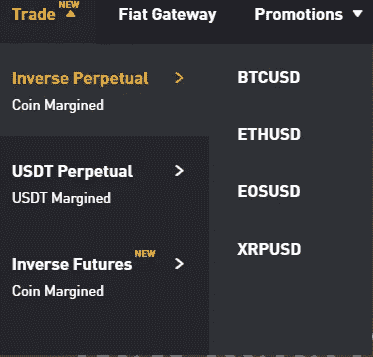 Trade NEW Fiat Gateway Promotions
Inverse Perpetual
Coin Margined
USDT Perpetual
USDT Margined
Inverse Futures NEW
Coin Margined
BTCUSD
ETHUSD
EOSUSD
XRPUSD